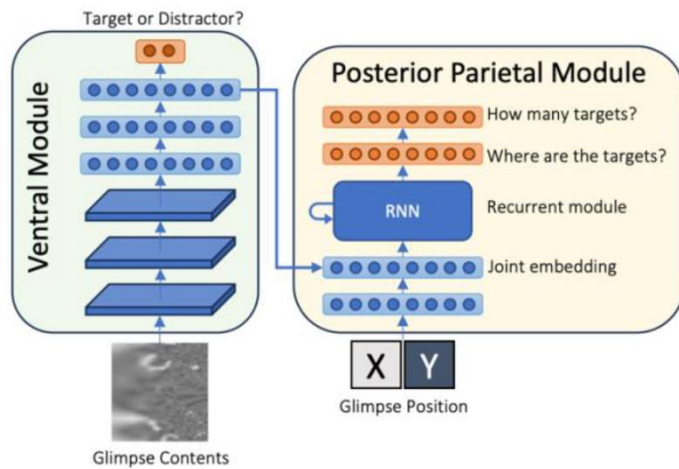 Target or Distractor?
Ventral Module
Posterior Parietal Module
How many targets?
Where are the targets?
RNN
Recurrent module
Joint embedding
X Y
Glimpse Position
Glimpse Contents